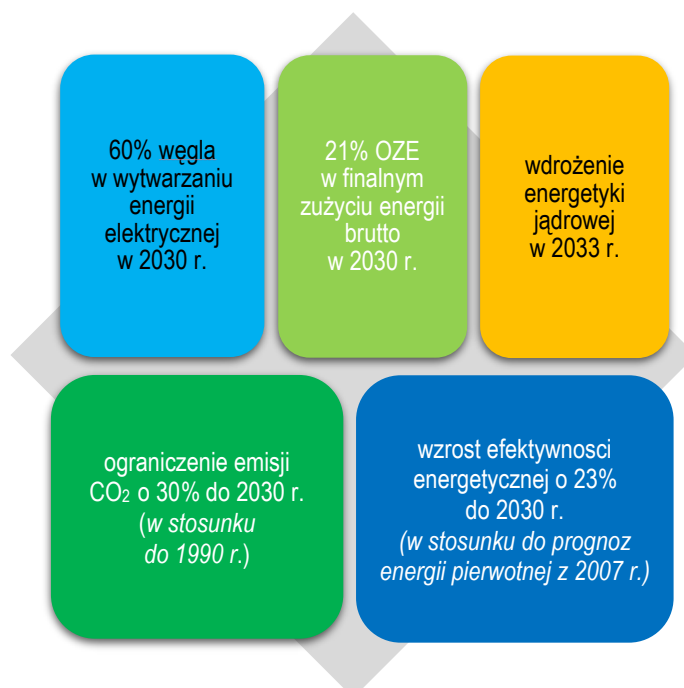 60% węgla
w wytwarzaniu
energii
elektrycznej
w 2030 r.
21% OZE
w finalnym
zużyciu energii
brutto
w 2030 r.
wdrożenie
energetyki
jądrowej
w 2033 r.
ograniczenie emisji
CO2 o 30% do 2030 r.
(w stosunku
do 1990 r.)
wzrost efektywnosci
energetycznej o 23%
do 2030 r.
(w stosunku do prognoz
energii pierwotnej z 2007 r.)